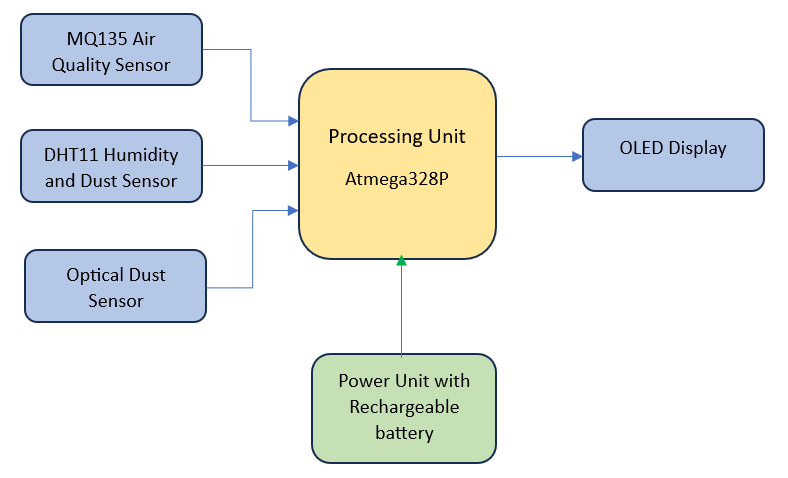 MQ135 Air
Quality Sensor
DHT11 Humidity
and Dust Sensor
Optical Dust
Sensor
Processing Unit
Atmega328P
OLED Display
Power Unit with
Rechargeable
battery